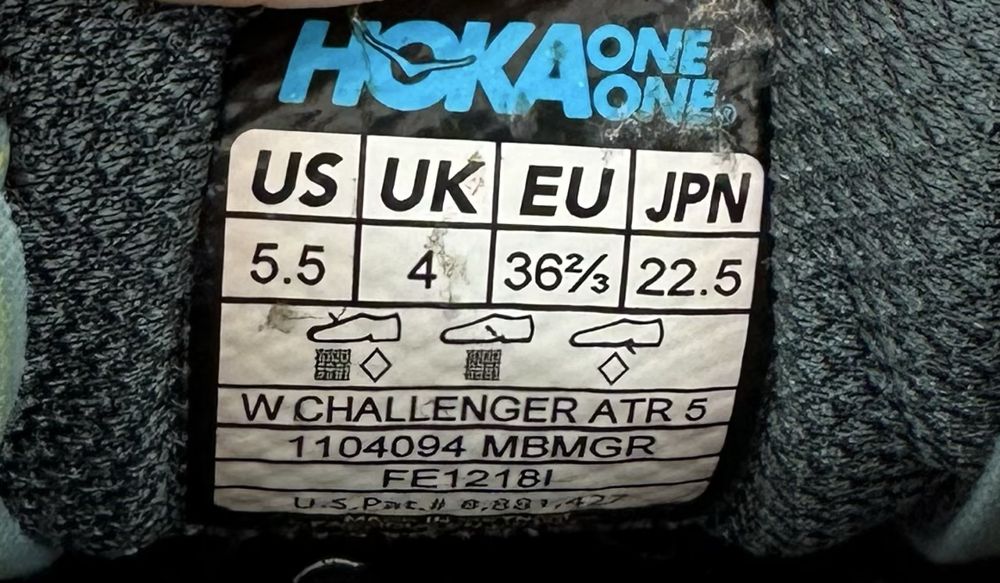 HOKA ONE ONE®
US UK EU JPN
5.5 4 36⅔ 22.5
W CHALLENGER ATR 5
1104094 MBMGR
FE1218I
U.S.Pat.#